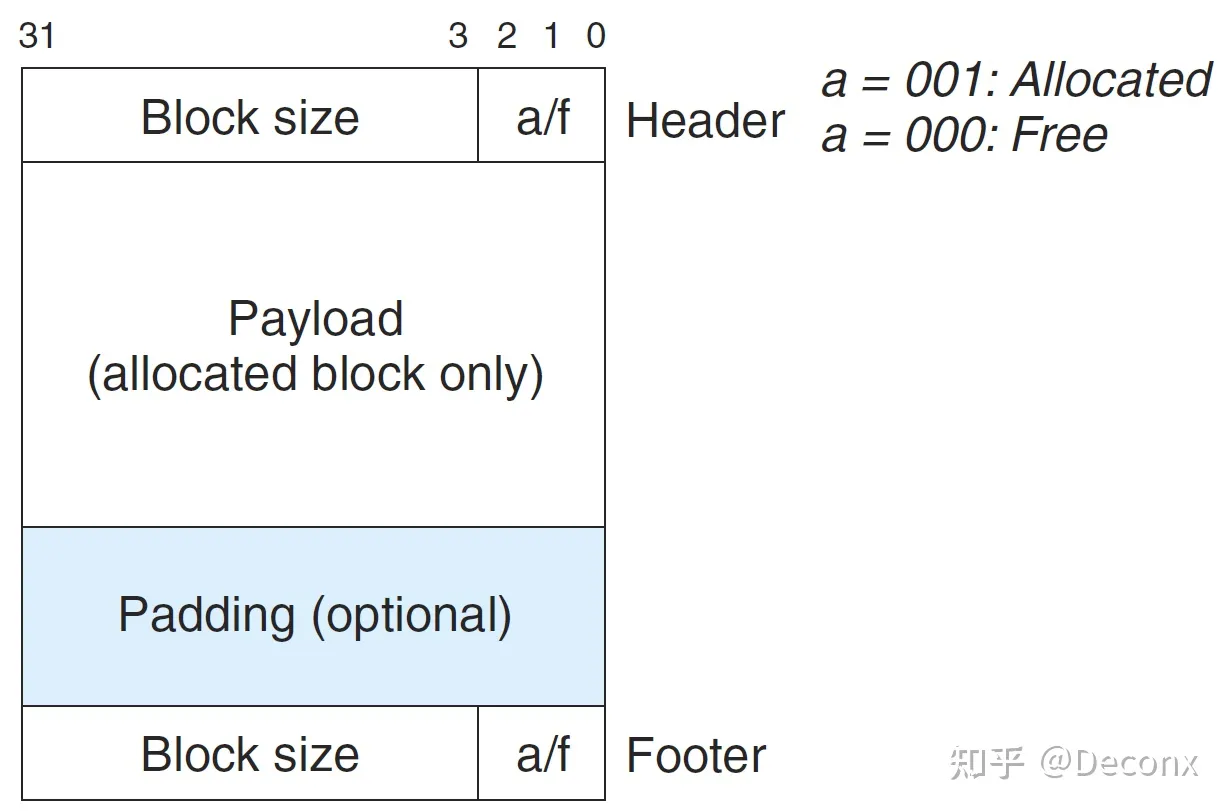 31 3 2 1 0
Block size a/f Header
a = 001: Allocated
a = 000: Free
Payload
(allocated block only)
Padding (optional)
Block size a/f Footer
知乎 @Deconx